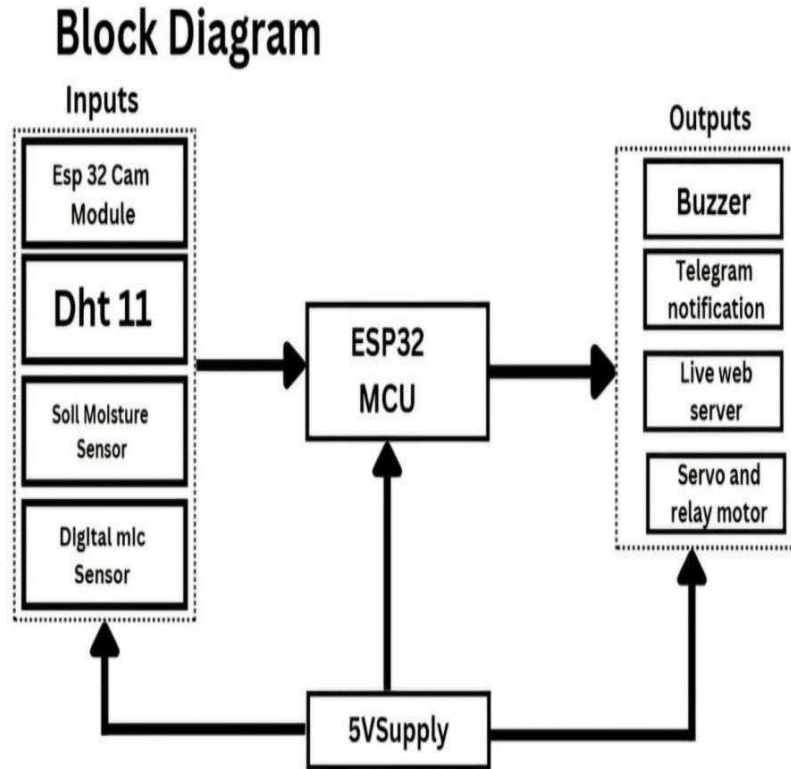 Block Diagram
Inputs
Esp 32 Cam
Module
Dht 11
Soil Moisture
Sensor
Digital mic
Sensor
ESP32
MCU
5VSupply
Outputs
Buzzer
Telegram
notification
Live web
server
Servo and
relay motor